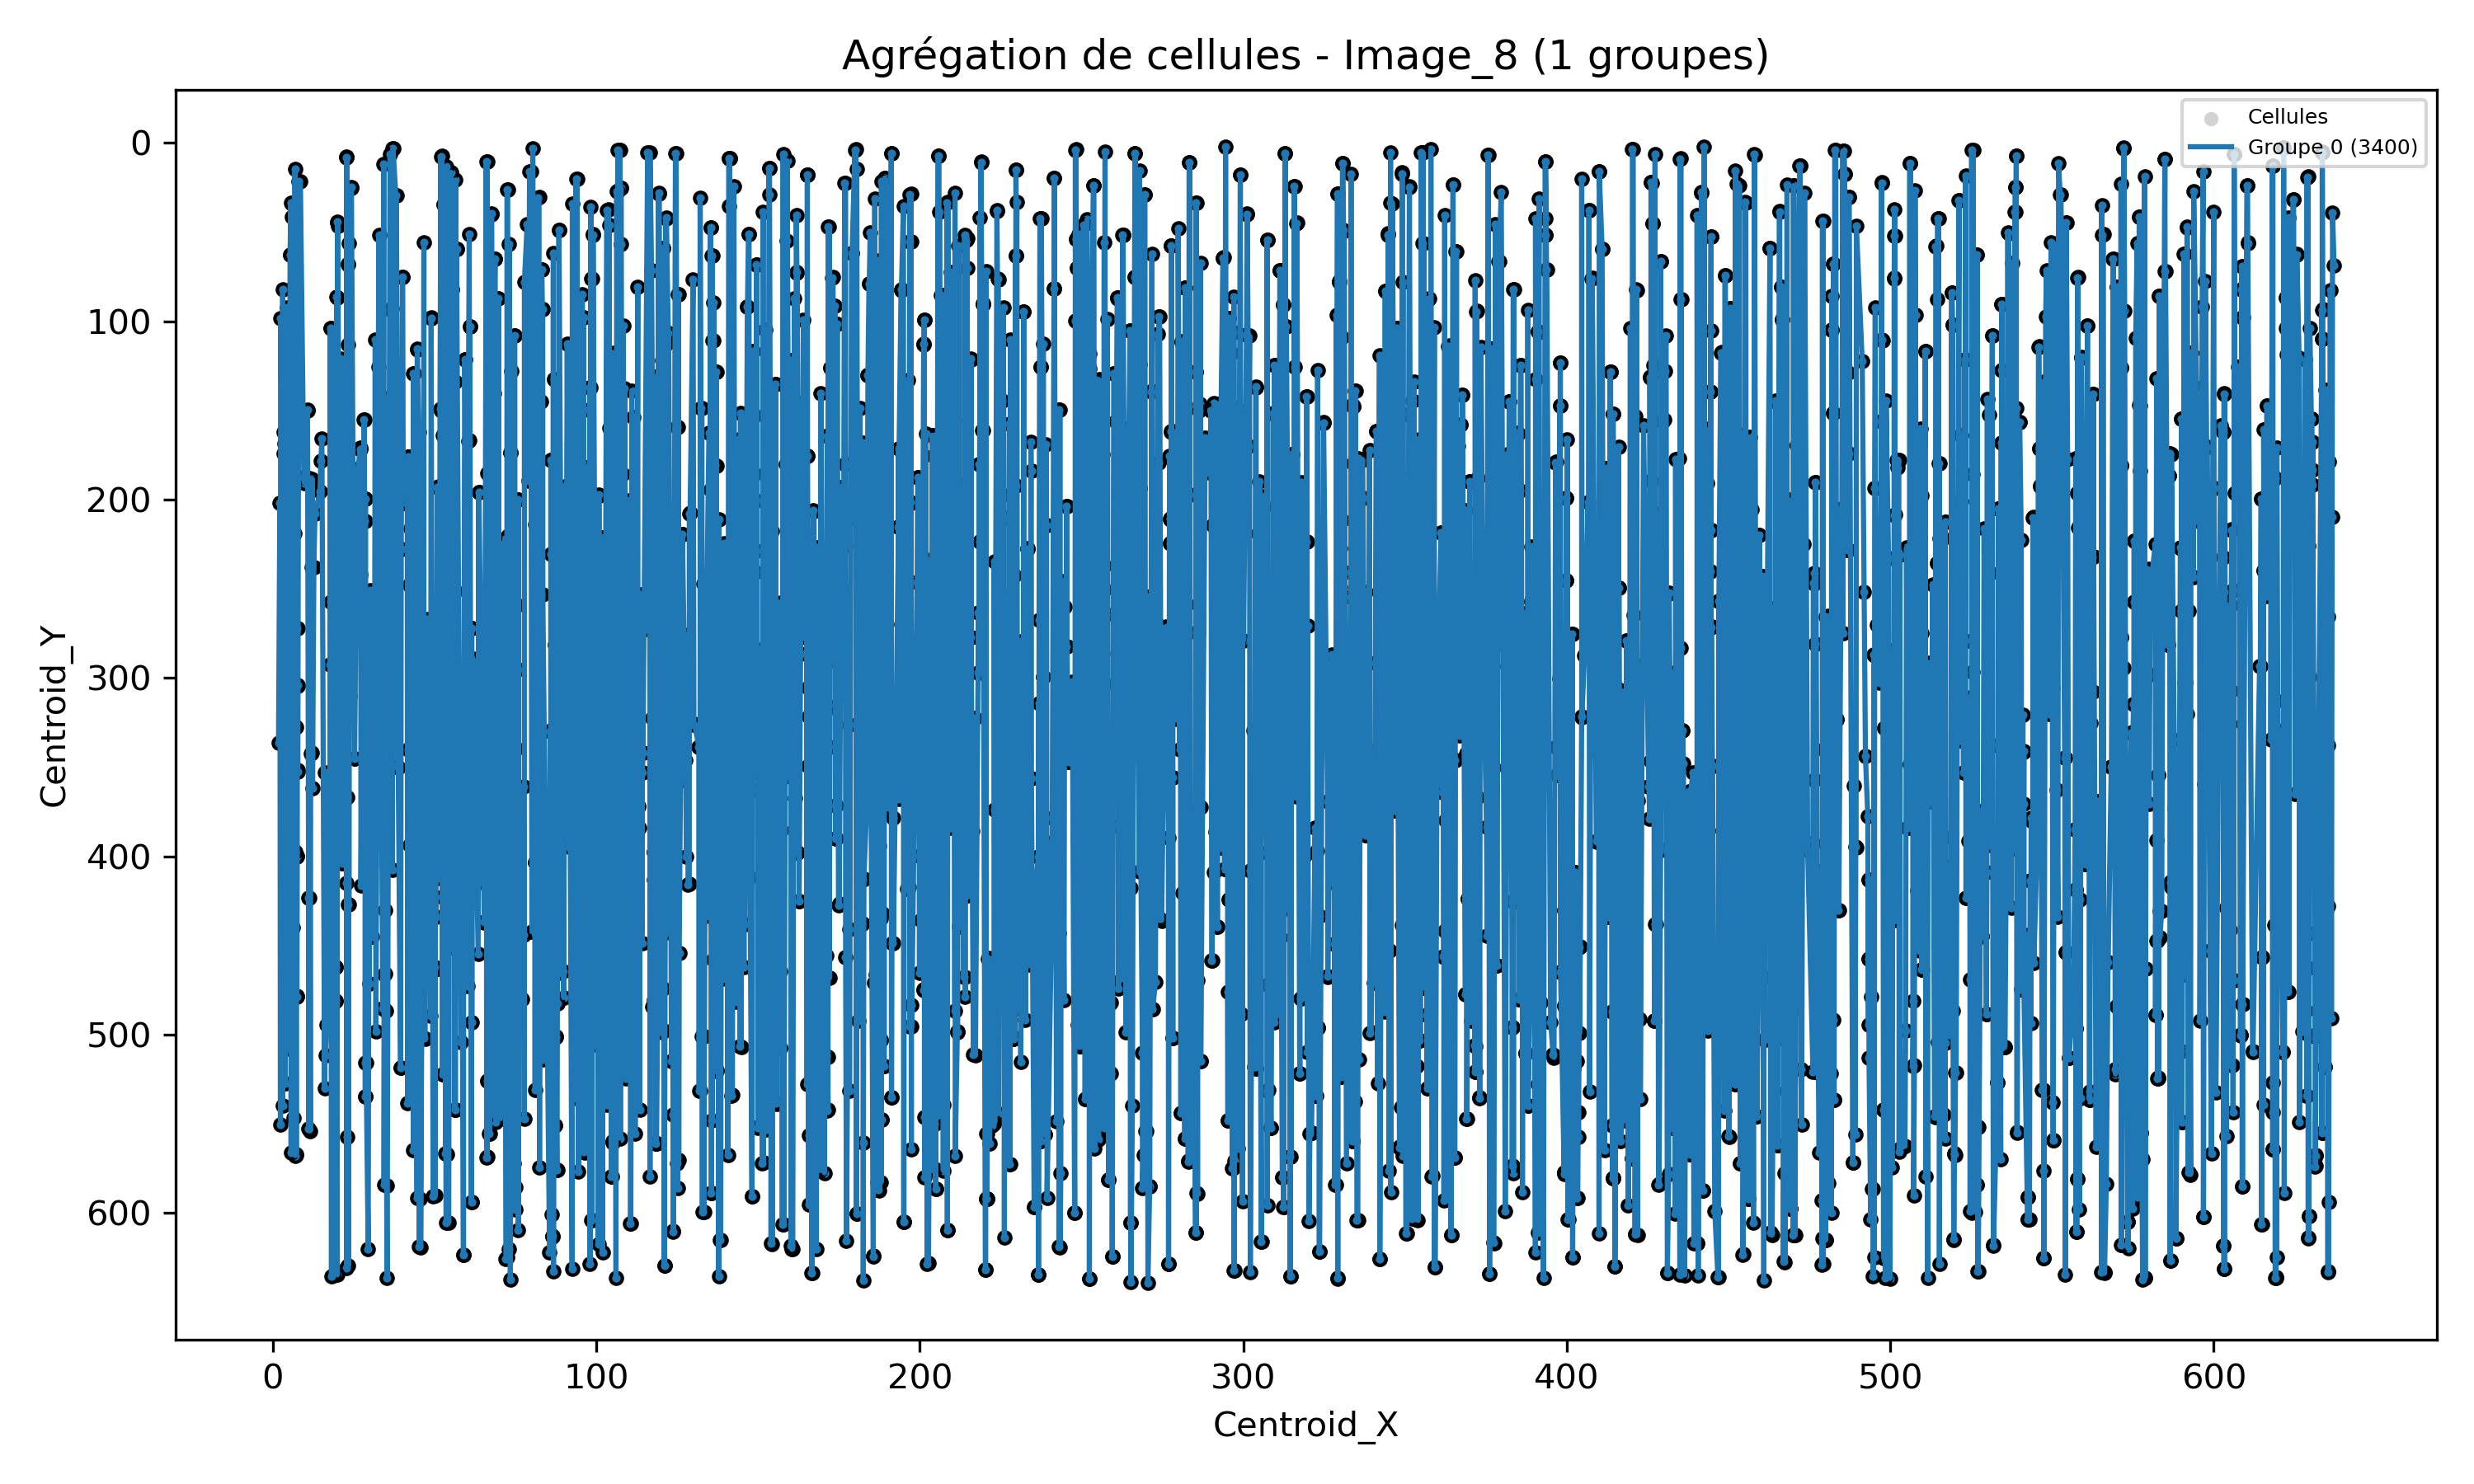 Agrégation de cellules - Image_8 (1 groupes)
Cellules
Groupe 0 (3400)
Centroid_Y
0
100
200
300
400
500
600
0 100 200 300 400 500 600
Centroid_X